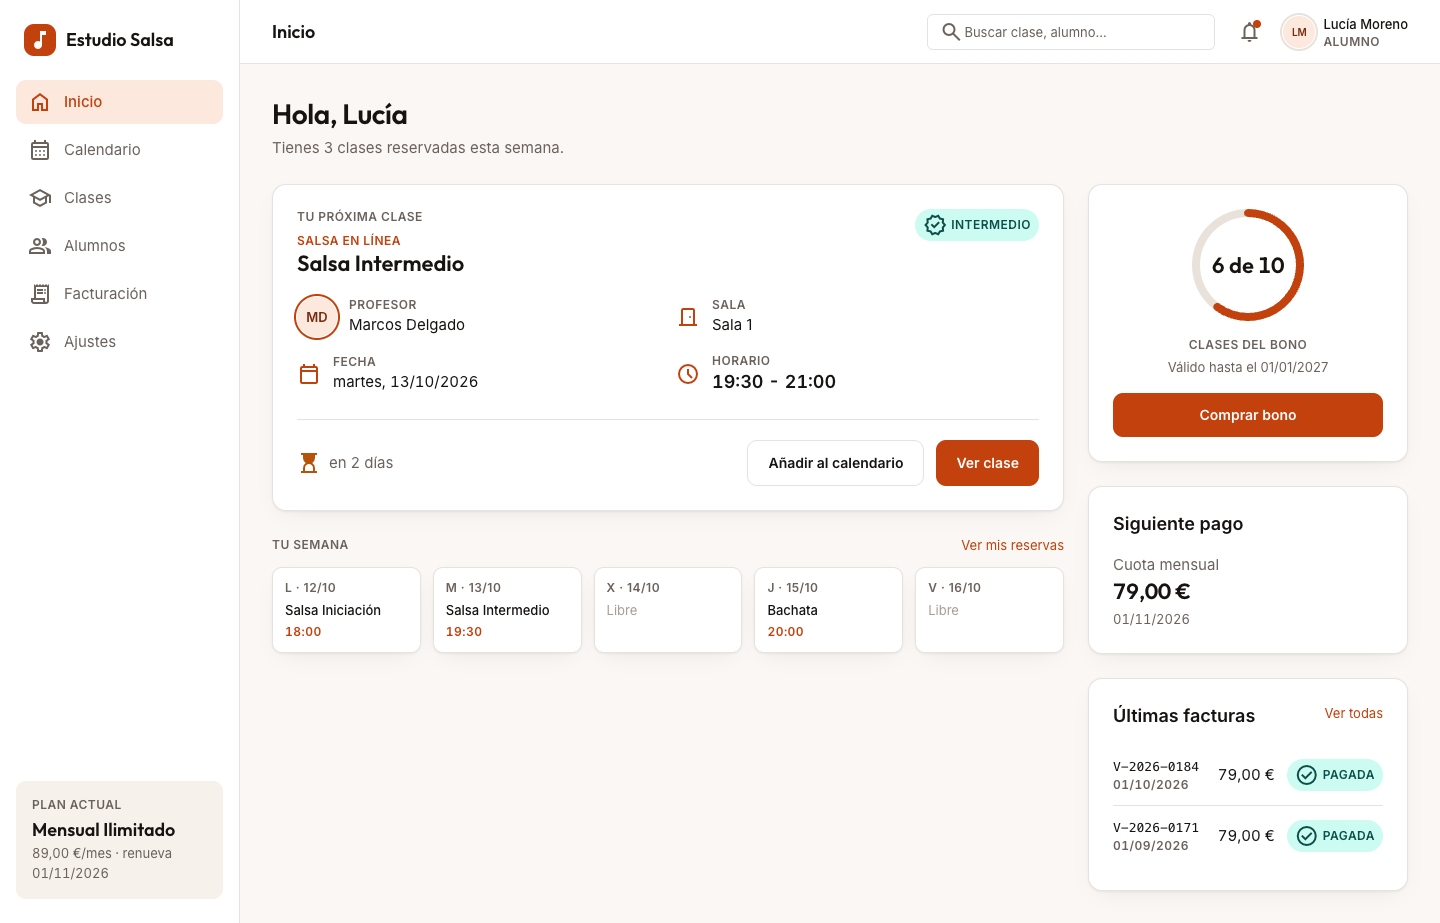 Estudio Salsa
Inicio
Calendario
Clases
Alumnos
Facturación
Ajustes
PLAN ACTUAL
Mensual Ilimitado
89,00 €/mes · renueva
01/11/2026
Inicio
Buscar clase, alumno...
LM
Lucía Moreno
ALUMNO
Hola, Lucía
Tienes 3 clases reservadas esta semana.
TU PRÓXIMA CLASE
SALSA EN LÍNEA
Salsa Intermedio
INTERMEDIO
MD
PROFESOR
Marcos Delgado
SALA
Sala 1
FECHA
martes, 13/10/2026
HORARIO
19:30 - 21:00
en 2 días
Añadir al calendario
Ver clase
TU SEMANA
Ver mis reservas
L · 12/10
Salsa Iniciación
18:00
M · 13/10
Salsa Intermedio
19:30
X · 14/10
Libre
J · 15/10
Bachata
20:00
V · 16/10
Libre
6 de 10
CLASES DEL BONO
Válido hasta el 01/01/2027
Comprar bono
Siguiente pago
Cuota mensual
79,00 €
01/11/2026
Últimas facturas
Ver todas
V-2026-0184
01/10/2026
79,00 €
PAGADA
V-2026-0171
01/09/2026
79,00 €
PAGADA